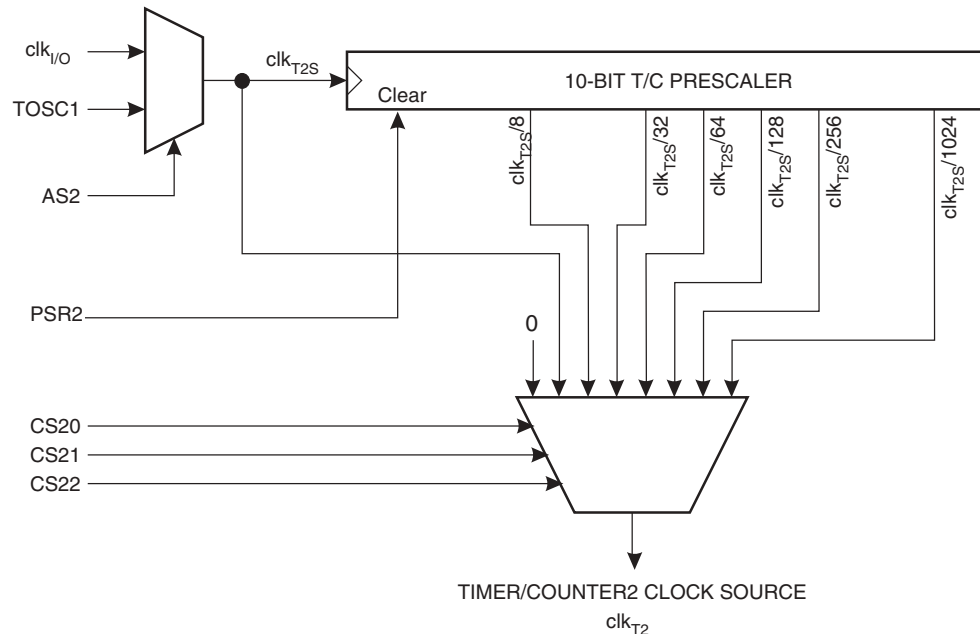 clkI/O
clkT2S
10-BIT T/C PRESCALER
TOSC1
Clear
clkT2S/8
clkT2S/32
clkT2S/64
clkT2S/128
clkT2S/256
clkT2S/1024
AS2
PSR2
0
CS20
CS21
CS22
TIMER/COUNTER2 CLOCK SOURCE
clkT2